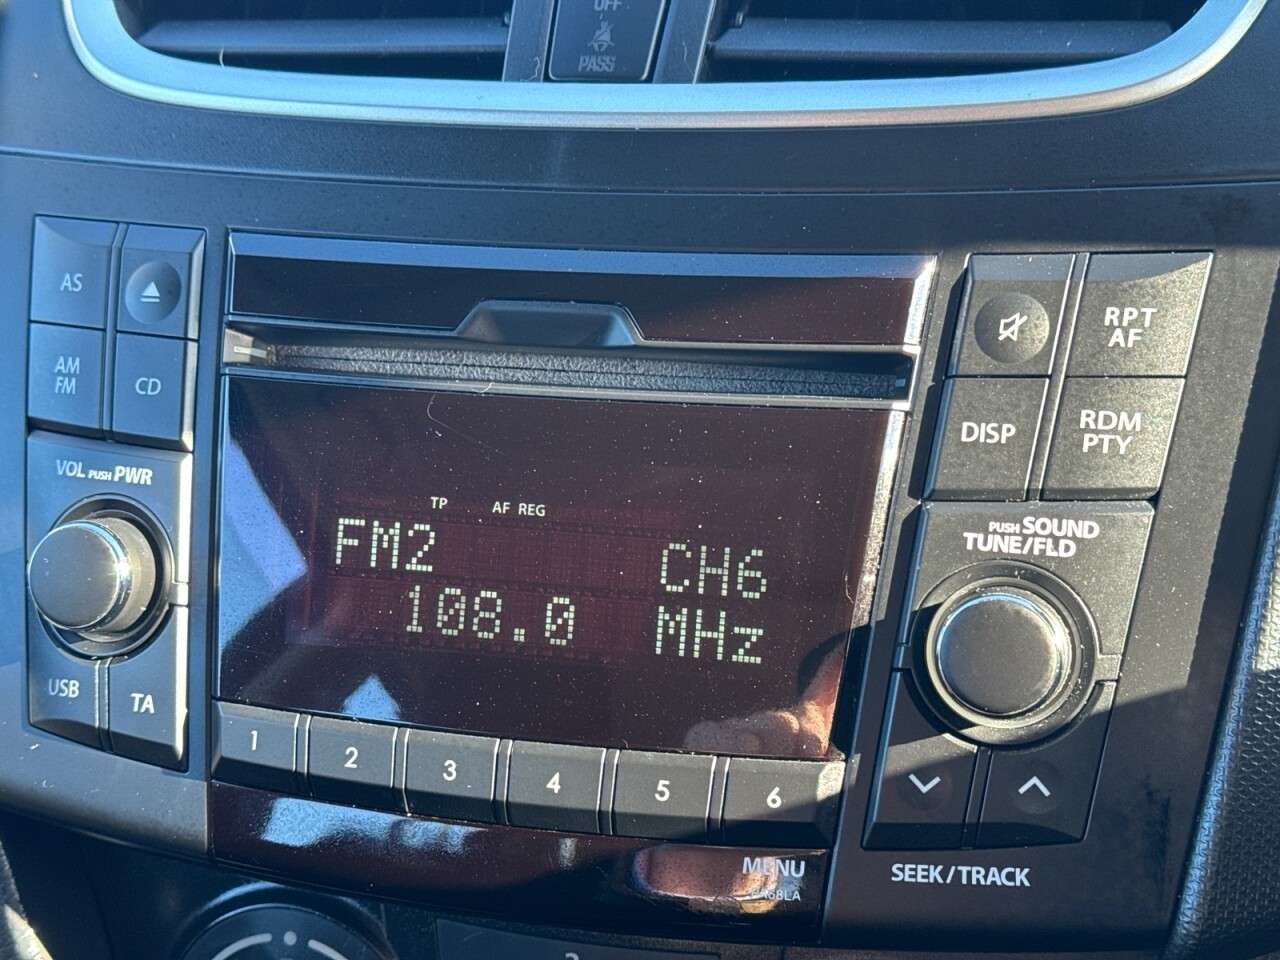 OFF
PASS
AS
AM
FM
CD
VOL PUSH PWR
USB
TA
TP AF REG
FM2 CH6
108.0 MHz
1 2 3 4 5 6
MENU
RPT
AF
DISP
RDM
PTY
PUSH SOUND
TUNE/FLD
SEEK/TRACK